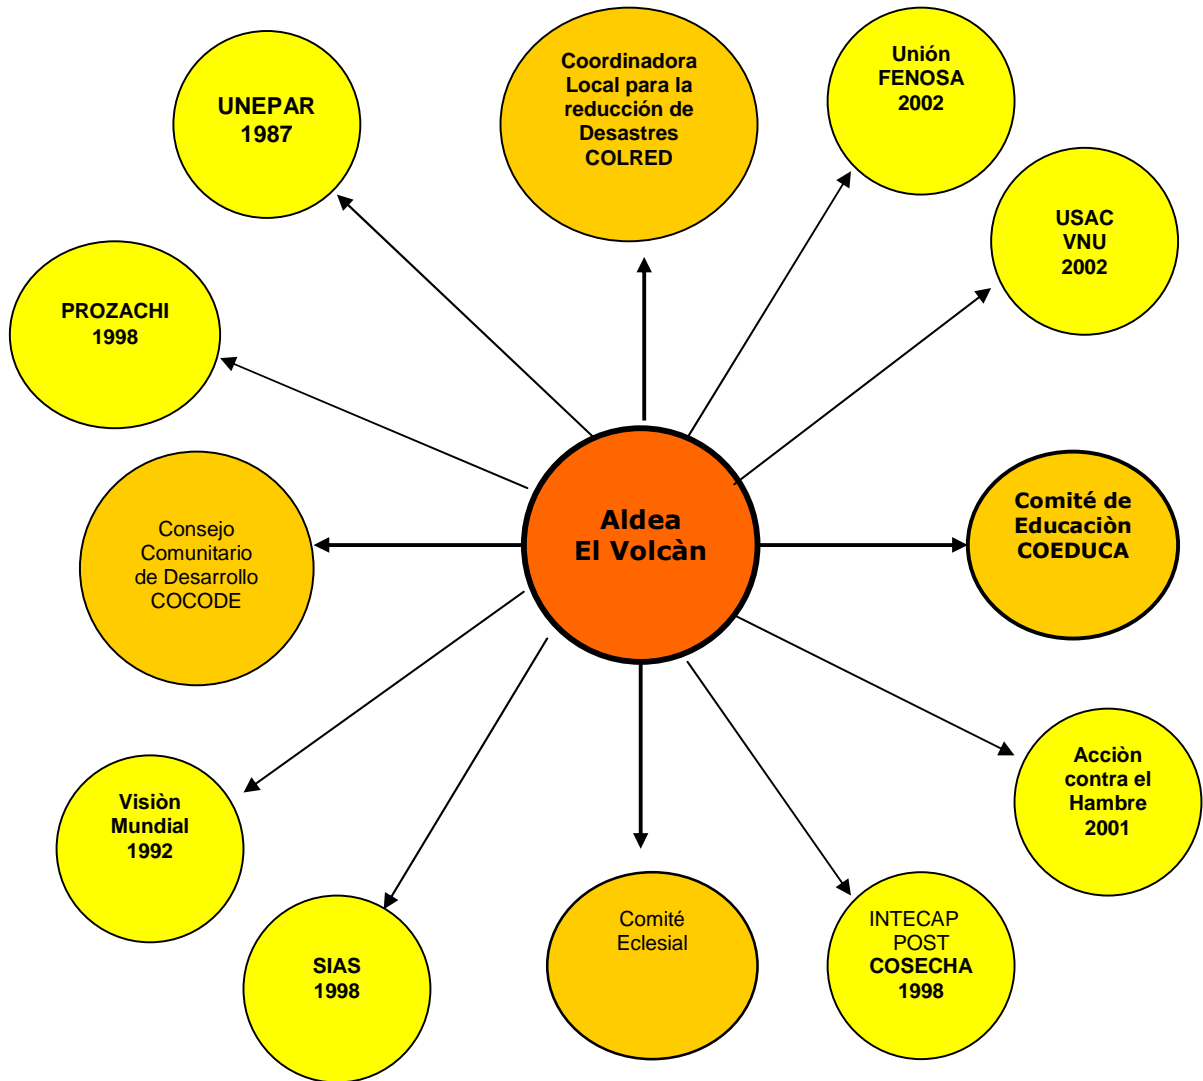 UNEPAR
1987
Coordinadora
Local para la
reducción de
Desastres
COLRED
Unión
FENOSA
2002
USAC
VNU
2002
PROZACHI
1998
Consejo
Comunitario
de Desarrollo
COCODE
Aldea
El Volcàn
Comité de
Educaciòn
COEDUCA
Visiòn
Mundial
1992
SIAS
1998
Comité
Eclesial
INTECAP
POST
COSECHA
1998
Acciòn
contra el
Hambre
2001